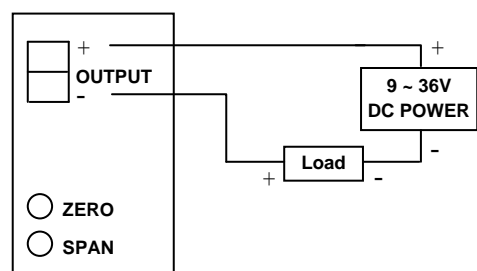 +
OUTPUT
-
+
9 ~ 36V
DC POWER
-
Load
+
-
ZERO
SPAN